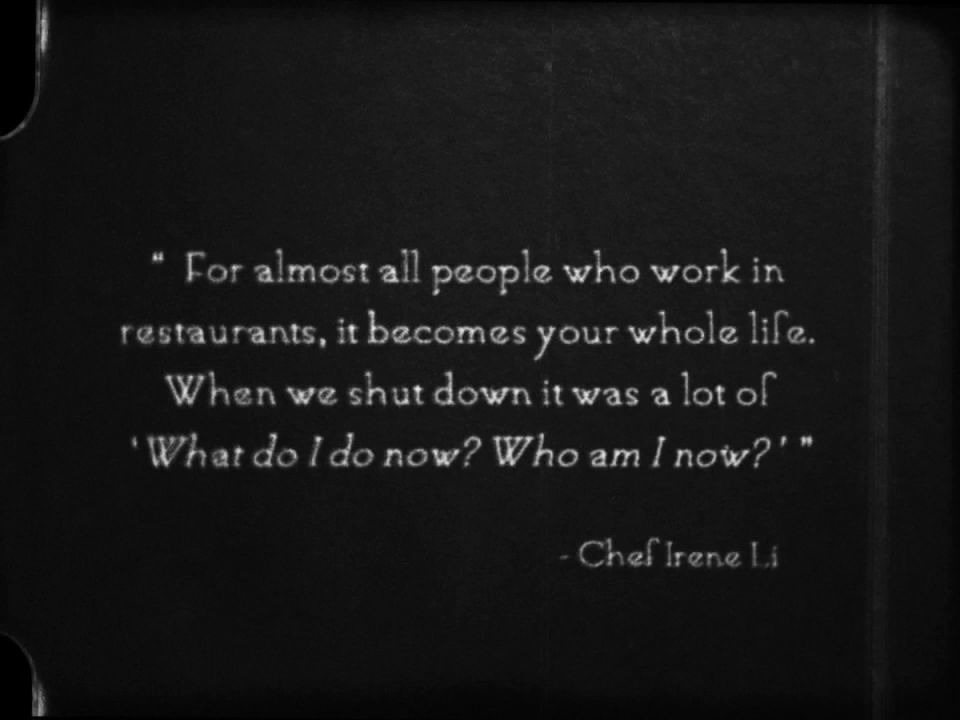 " For almost all people who work in
restaurants, it becomes your whole life.
When we shut down it was a lot of
'What do I do now? Who am I now?' "
- Chef Irene Li